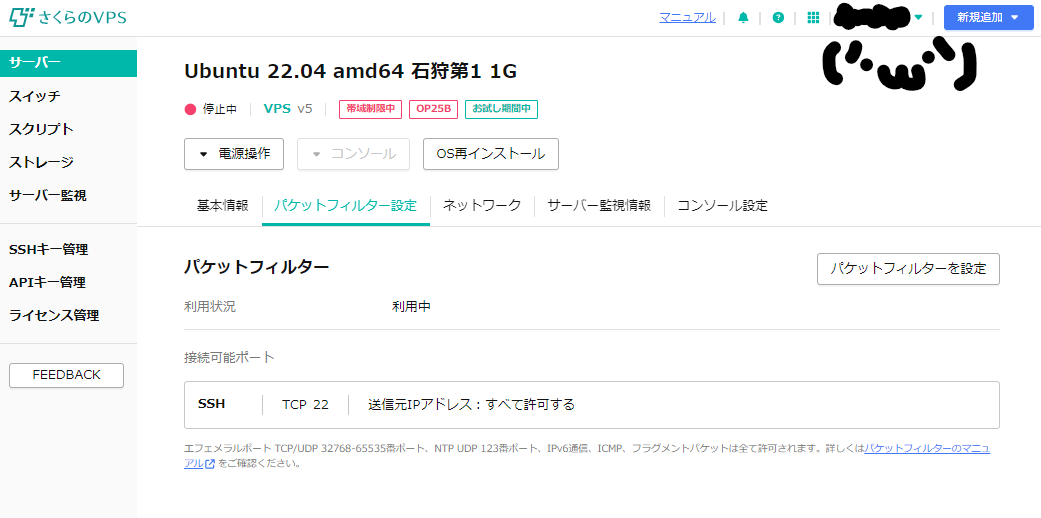 さくらのVPS
マニュアル
新規追加
サーバー
スイッチ
スクリプト
ストレージ
サーバー監視
SSHキー管理
APIキー管理
ライセンス管理
FEEDBACK
Ubuntu 22.04 amd64 石狩第1 1G
停止中 VPS v5 帯域制限中 OP25B お試し期間中
電源操作 コンソール OS再インストール
基本情報 パケットフィルター設定 ネットワーク サーバー監視情報 コンソール設定
パケットフィルター
パケットフィルターを設定
利用状況 利用中
接続可能ポート
SSH TCP 22 送信元IPアドレス：すべて許可する
エフェメラルポート TCP/UDP 32768-65535番ポート、NTP UDP 123番ポート、IPv6通信、ICMP、フラグメントパケットは全て許可されます。詳しくはパケットフィルターのマニュ
アル をご確認ください。